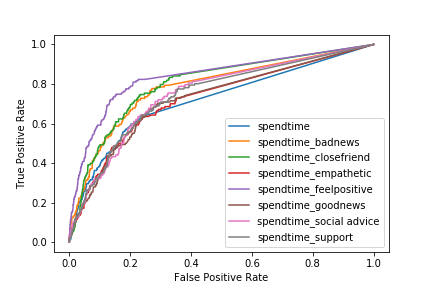 1.0
0.8
0.6
0.4
0.2
0.0
True Positive Rate
spendtime
spendtime_badnews
spendtime_closefriend
spendtime_empathetic
spendtime_feelpositive
spendtime_goodnews
spendtime_social advice
spendtime_support
0.0 0.2 0.4 0.6 0.8 1.0
False Positive Rate